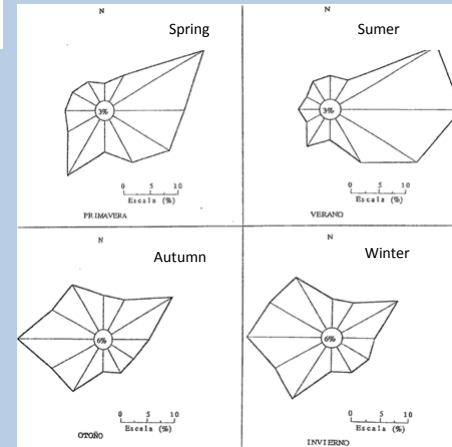 N
Spring
3%
0 5 10
Escala (%)
PRIMAVERA
N
Sumer
3%
0 5 10
Escala (%)
VERANO
N
Autumn
6%
0 5 10
Escala (%)
OTOÑO
N
Winter
6%
0 5 10
Escala (%)
INVIERNO